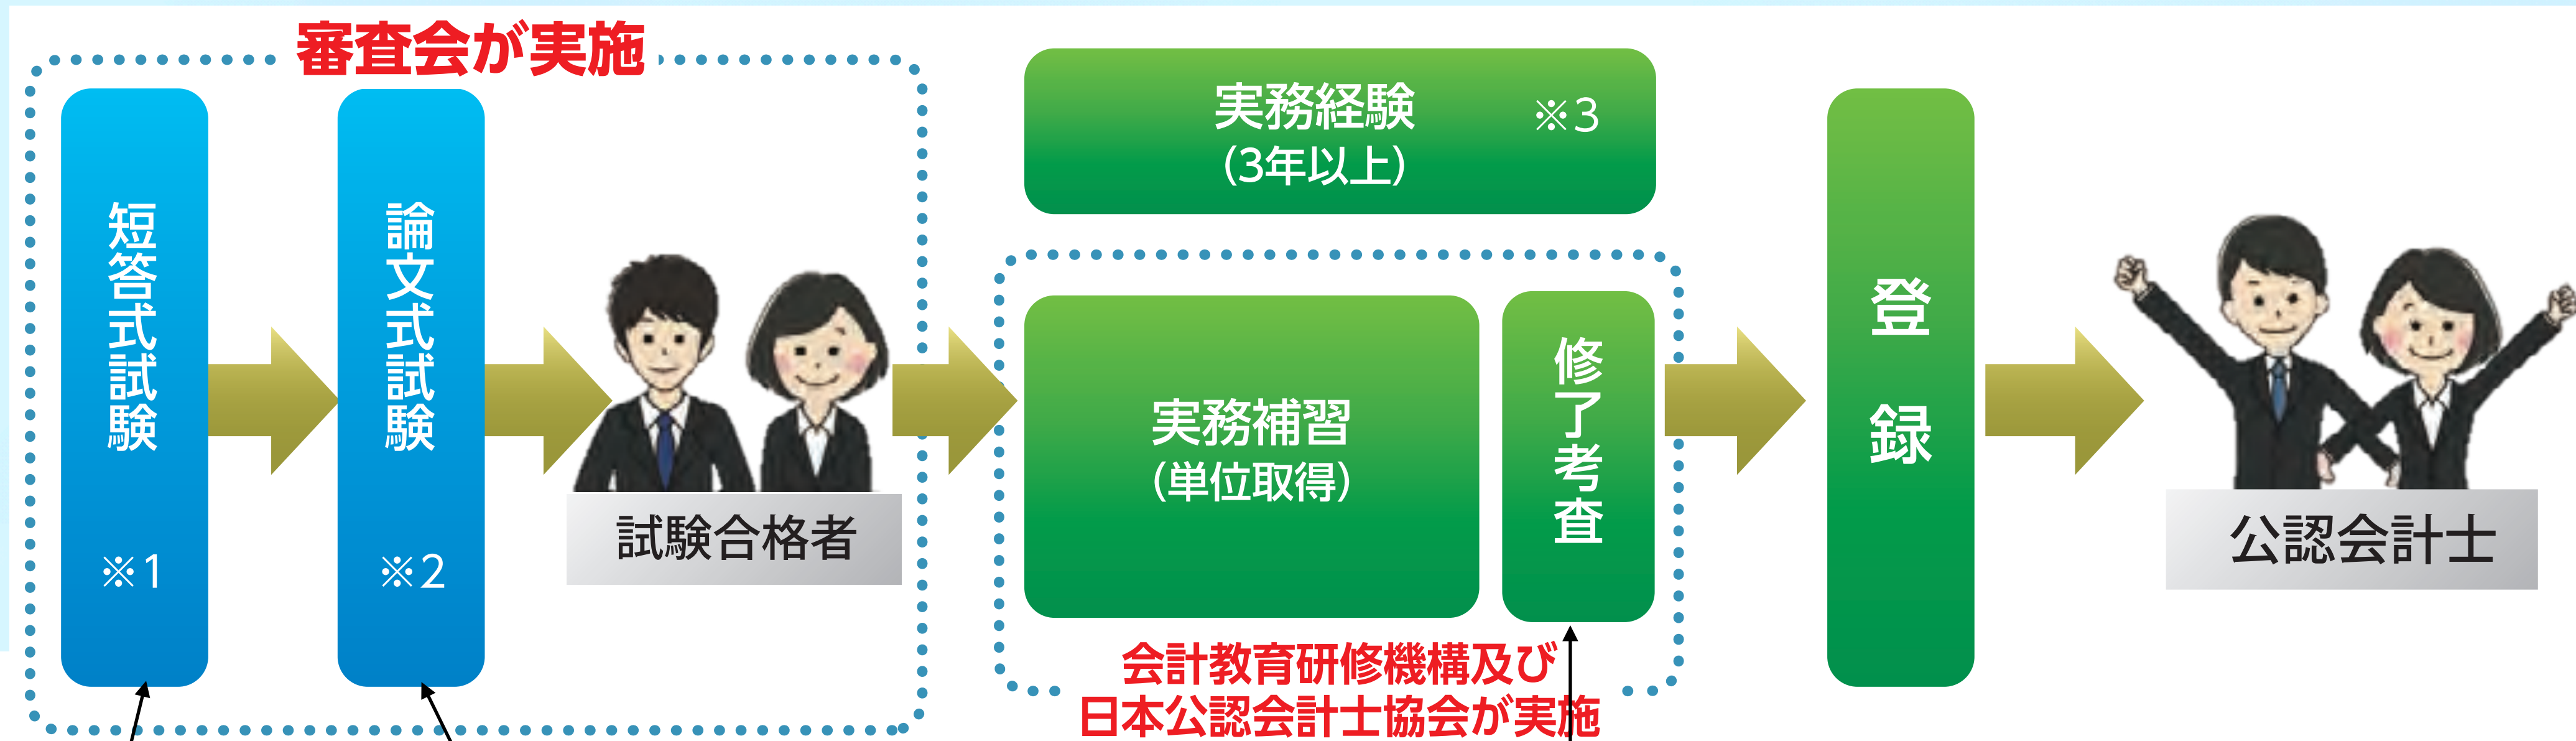 審査会が実施
短答式試験
※1
論文式試験
※2
試験合格者
実務経験 ※3
(3年以上)
実務補習
(単位取得)
修了考査
会計教育研修機構及び
日本公認会計士協会が実施
登録
公認会計士